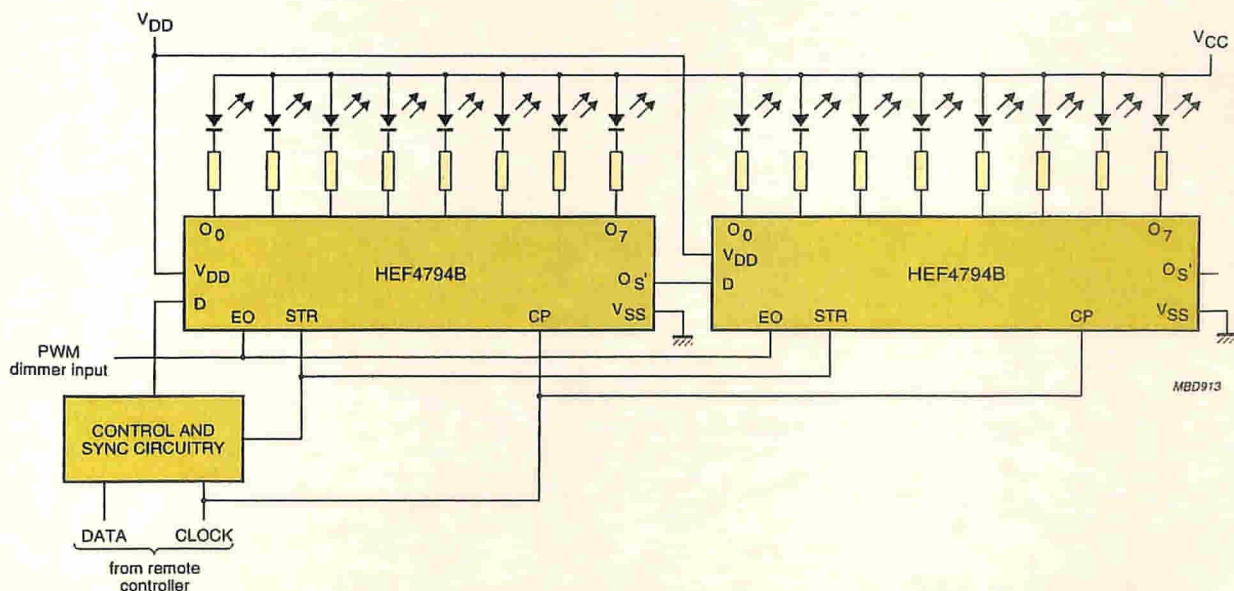 VDD
VCC
O0
O7
VDD
HEF4794B
OS'
D
VSS
EO
STR
CP
O0
O7
VDD
HEF4794B
OS'
D
VSS
EO
STR
CP
PWM
dimmer input
MBD913
CONTROL AND
SYNC CIRCUITRY
DATA
CLOCK
from remote
controller